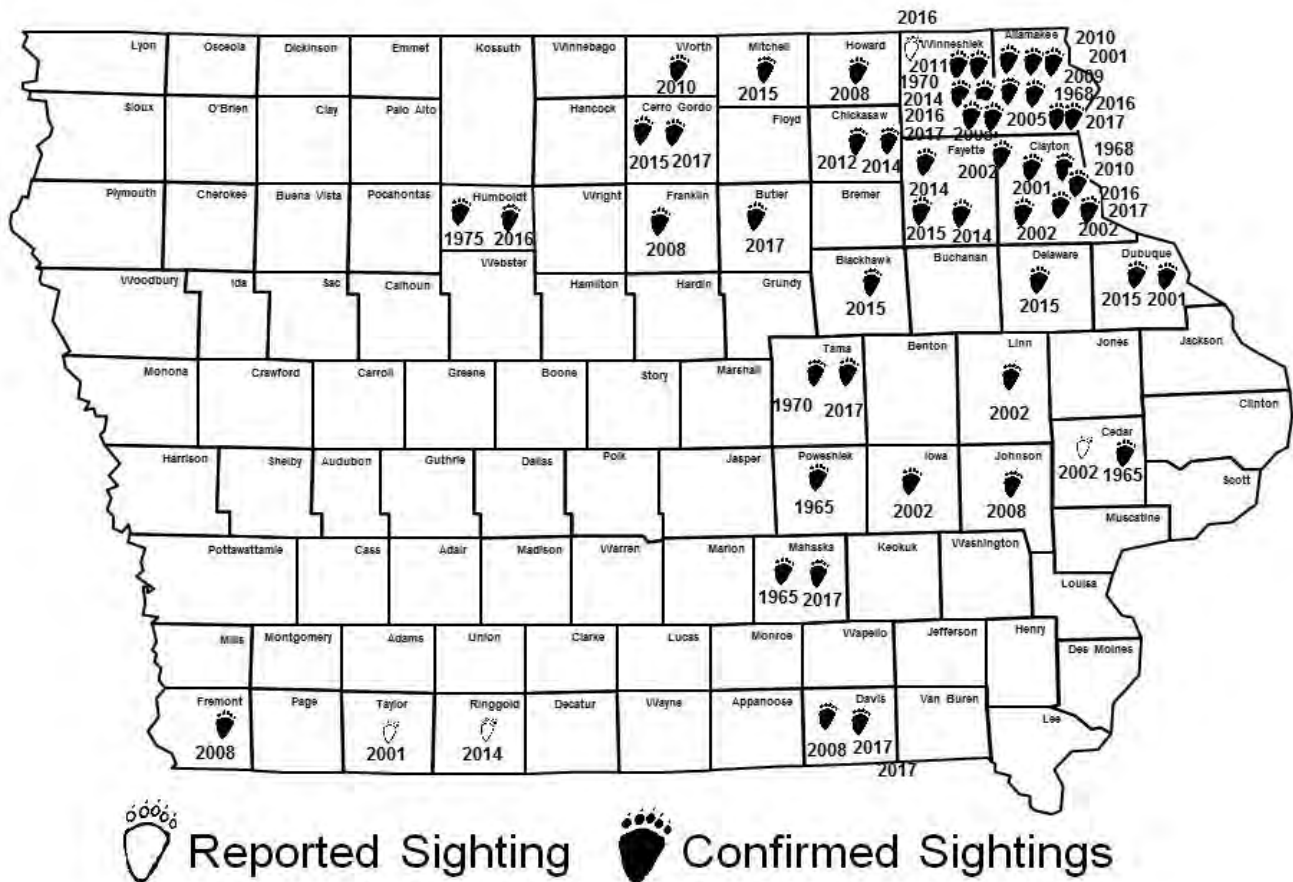 2016
Lyon Osceola Dickinson Emmet Kossuth Winnebago Worth Mitchell Howard Winneshiek Allamakee 2010
2001
2010 2015 2008 2011 2009
1970 1968
Sioux O'Brien Clay Palo Alto Hancock Cerro Gordo Floyd Chickasaw 2014 2016
2016 2005 2017
2015 2017 2012 2014 2017 2008
Fayette Clayton 1968
2002 2010
2014 2001
Plymouth Cherokee Buena Vista Pocahontas Humboldt Wright Franklin Butler Bremer 2016
2017
1975 2016 2008 2017 2015 2014 2002 2002
Webster
Woodbury Ida Sac Calhoun Hamilton Hardin Grundy Blackhawk Buchanan Delaware Dubuque
2015 2015 2015 2001
Monona Crawford Carroll Greene Boone Story Marshall Tama Benton Linn Jones Jackson
1970 2017 2002
Clinton
Harrison Shelby Audubon Guthrie Dallas Polk Jasper Poweshiek Iowa Johnson Cedar
2002 1965
1965 2002 2008
Scott
Muscatine
Pottawattamie Cass Adair Madison Warren Marion Mahaska Keokuk Washington
1965 2017
Louisa
Mills Montgomery Adams Union Clarke Lucas Monroe Wapello Jefferson Henry
Des Moines
Fremont Page Taylor Ringgold Decatur Wayne Appanoose Davis Van Buren
Lee
2008 2001 2014 2008 2017
2017
Reported Sighting Confirmed Sightings